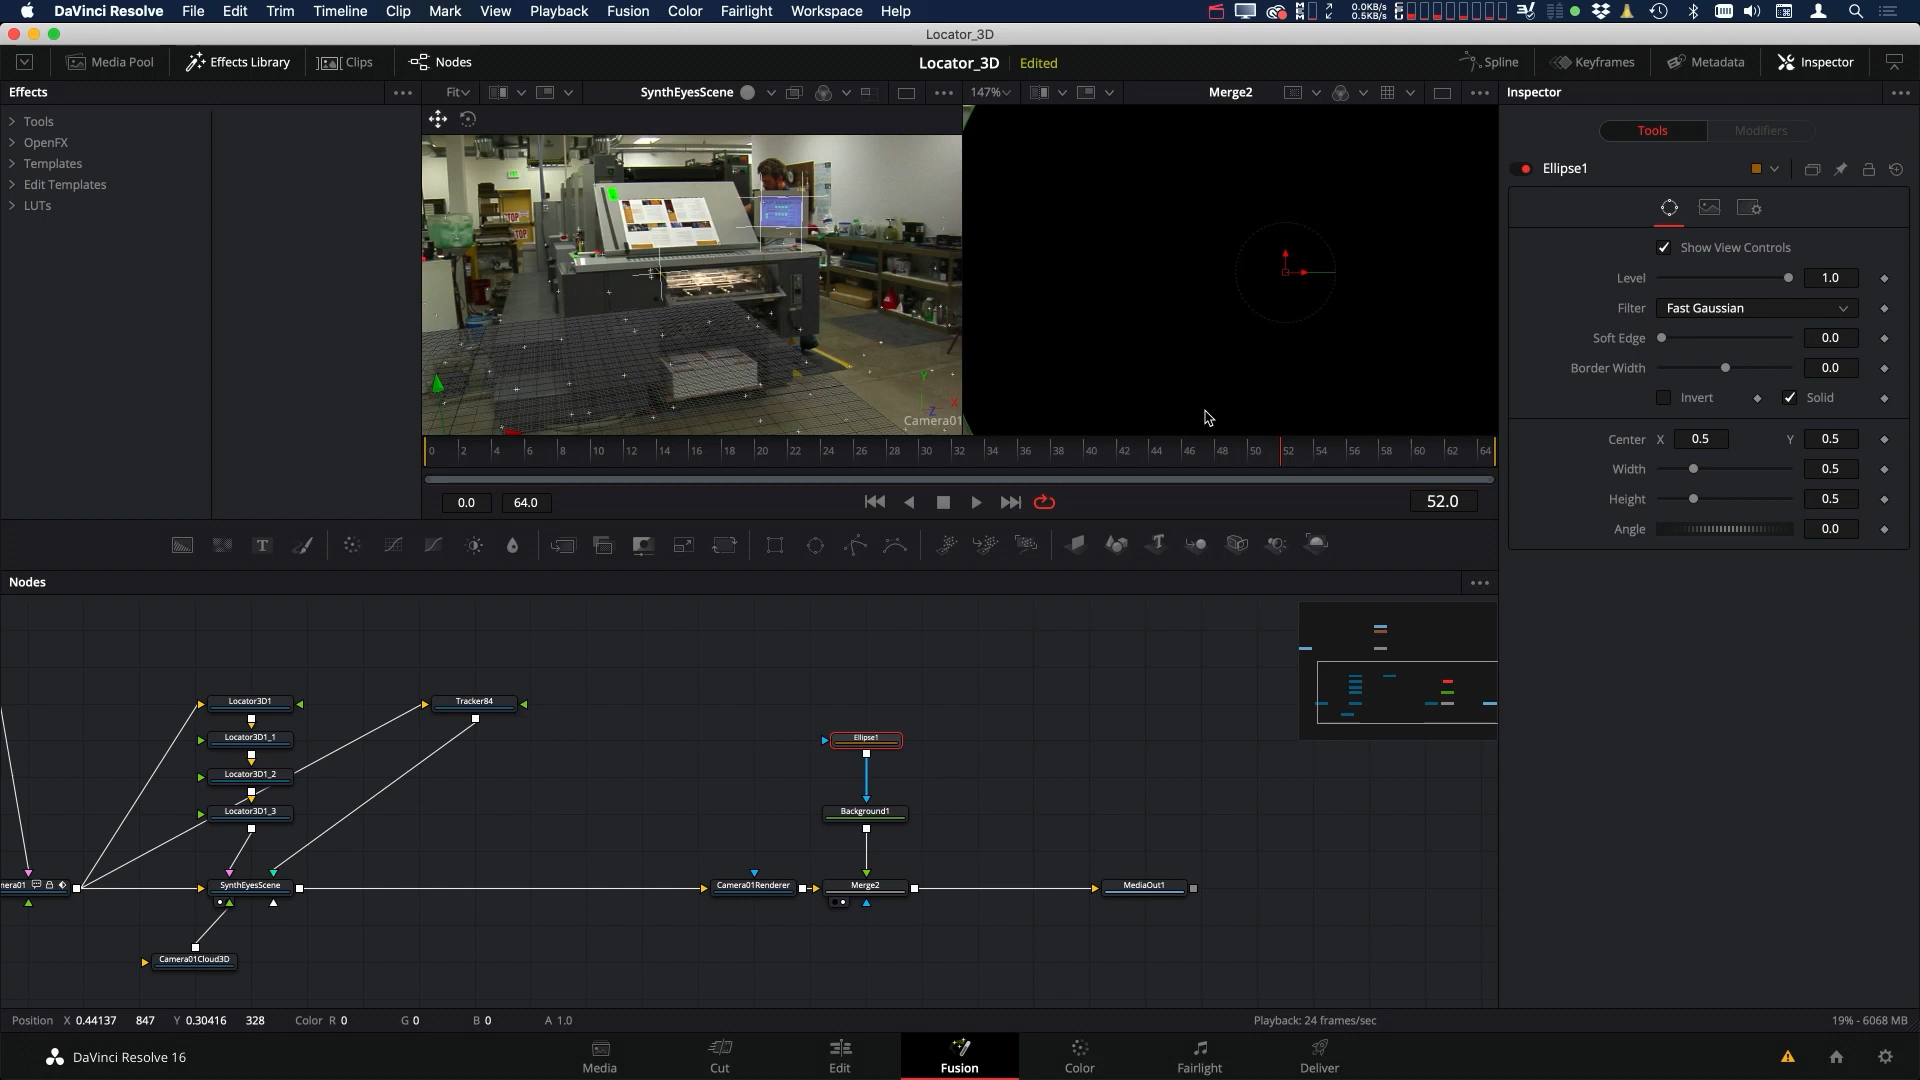 DaVinci Resolve File Edit Trim Timeline Clip Mark View Playback Fusion Color Fairlight Workspace Help
0.0KB/s
0.5KB/s
Locator_3D
Media Pool Effects Library Clips Nodes Locator_3D Edited Spline Keyframes Metadata Inspector
Effects Fit SynthEyesScene 147% Merge2 Inspector
Tools
OpenFX
Templates
Edit Templates
LUTs
Tools Modifiers
Ellipse1
Show View Controls
Level 1.0
Filter Fast Gaussian
Soft Edge 0.0
Border Width 0.0
Invert Solid
Center X 0.5 Y 0.5
Width 0.5
Height 0.5
Angle 0.0
STOP
STOP
Y
X
Z
Camera01
0 2 4 6 8 10 12 14 16 18 20 22 24 26 28 30 32 34 36 38 40 42 44 46 48 50 52 54 56 58 60 62 64
0.0 64.0 52.0
Nodes
Locator3D1 Tracker84
Locator3D1_1 Ellipse1
Locator3D1_2
Locator3D1_3 Background1
mera01 SynthEyesScene Camera01Renderer Merge2 MediaOut1
Camera01Cloud3D
Position X 0.44137 847 Y 0.30416 328 Color R 0 G 0 B 0 A 1.0 Playback: 24 frames/sec 19% - 6068 MB
DaVinci Resolve 16 Media Cut Edit Fusion Color Fairlight Deliver